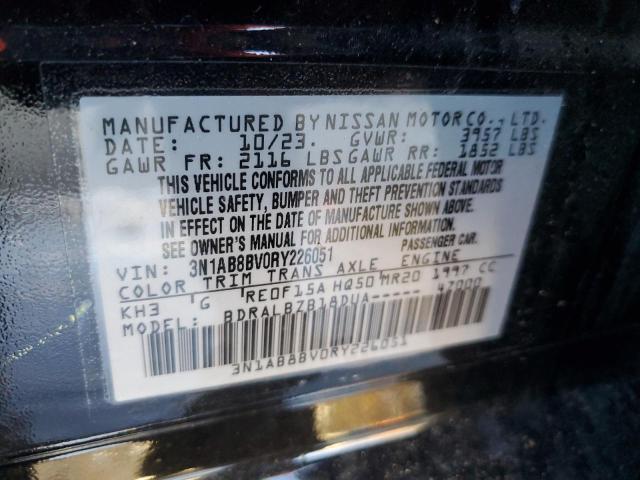 MANUFACTURED BY NISSAN MOTOR CO., LTD.
DATE: 10/23. GVWR: 3957 LBS
GAWR FR: 2116 LBS GAWR RR: 1852 LBS
THIS VEHICLE CONFORMS TO ALL APPLICABLE FEDERAL MOTOR
VEHICLE SAFETY, BUMPER AND THEFT PREVENTION STANDARDS
IN EFFECT ON THE DATE OF MANUFACTURE SHOWN ABOVE.
SEE OWNER'S MANUAL FOR ADDITIONAL INFORMATION.
VIN: 3N1AB8BV0RY226051 PASSENGER CAR.
COLOR TRIM TRANS AXLE ENGINE
KH3 G RE0F15A HQ50 MR20 1997 CC
MODEL: BDRALBZB18DUA----- 47000
3N1AB8BV0RY226051